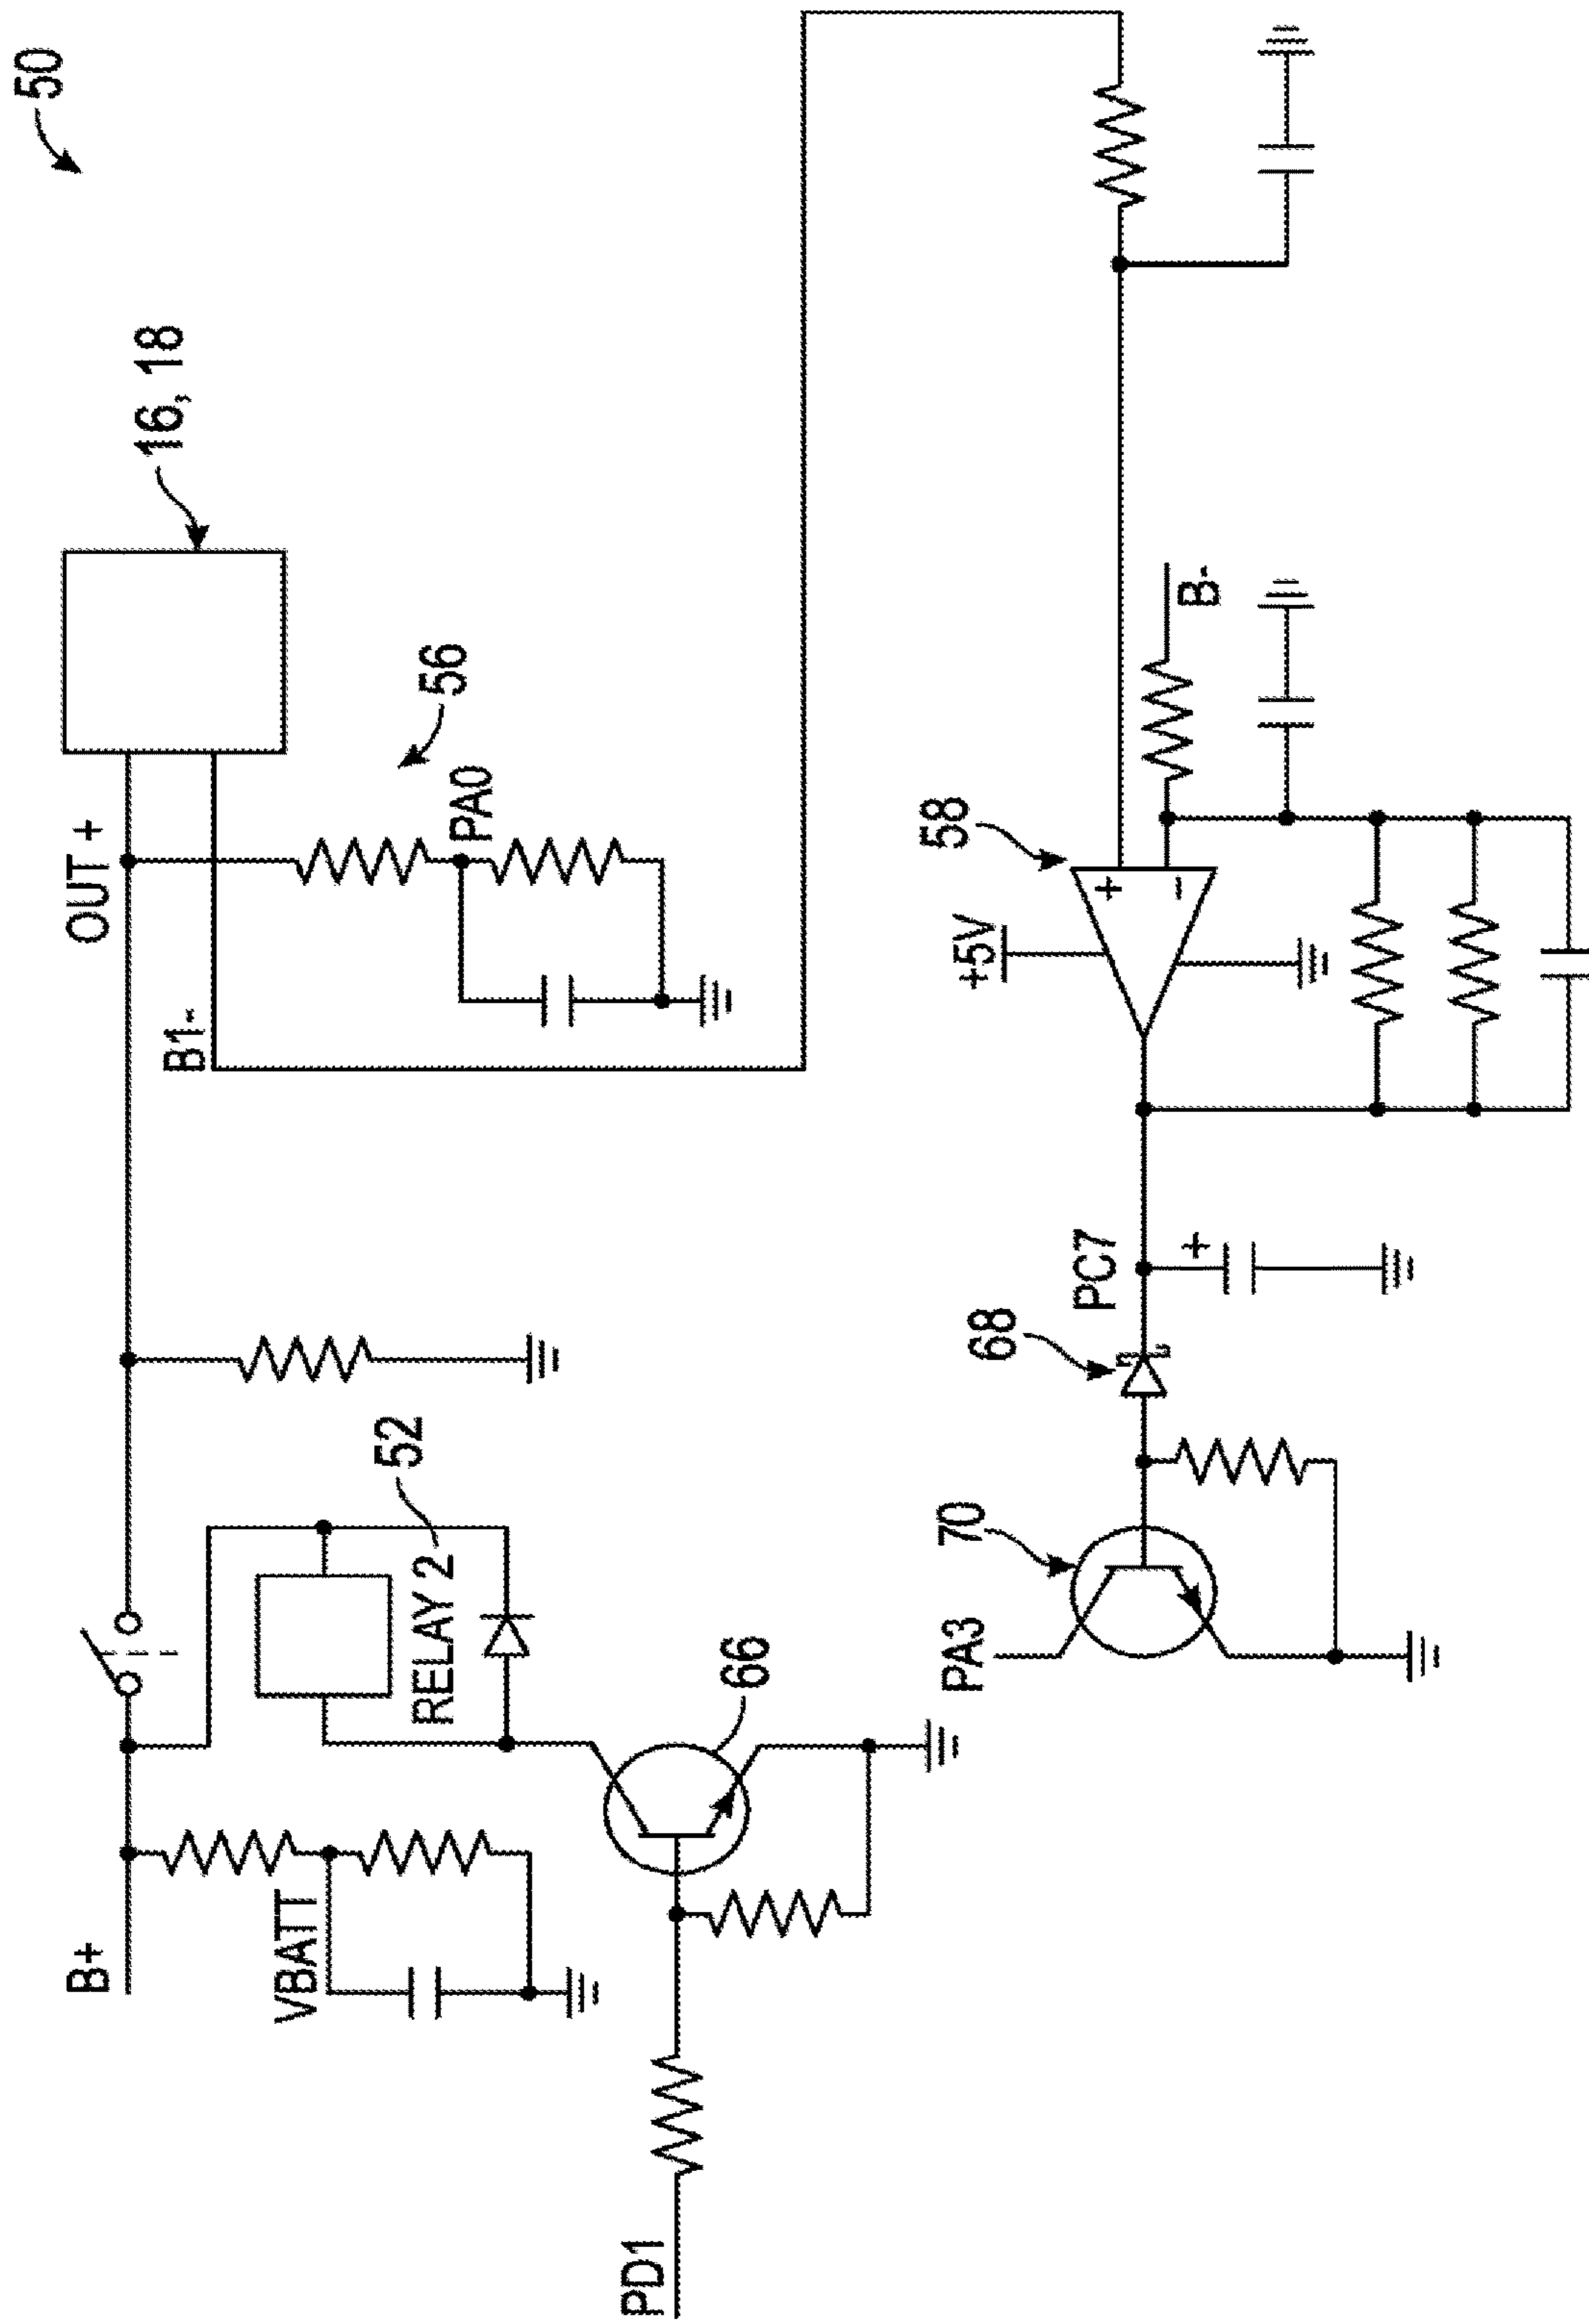 50
16, 18
OUT +
B1-
56
PA0
B+
VBATT
RELAY 2
52
66
PD1
58
+5V
+
-
B-
PC7
+
68
70
PA3